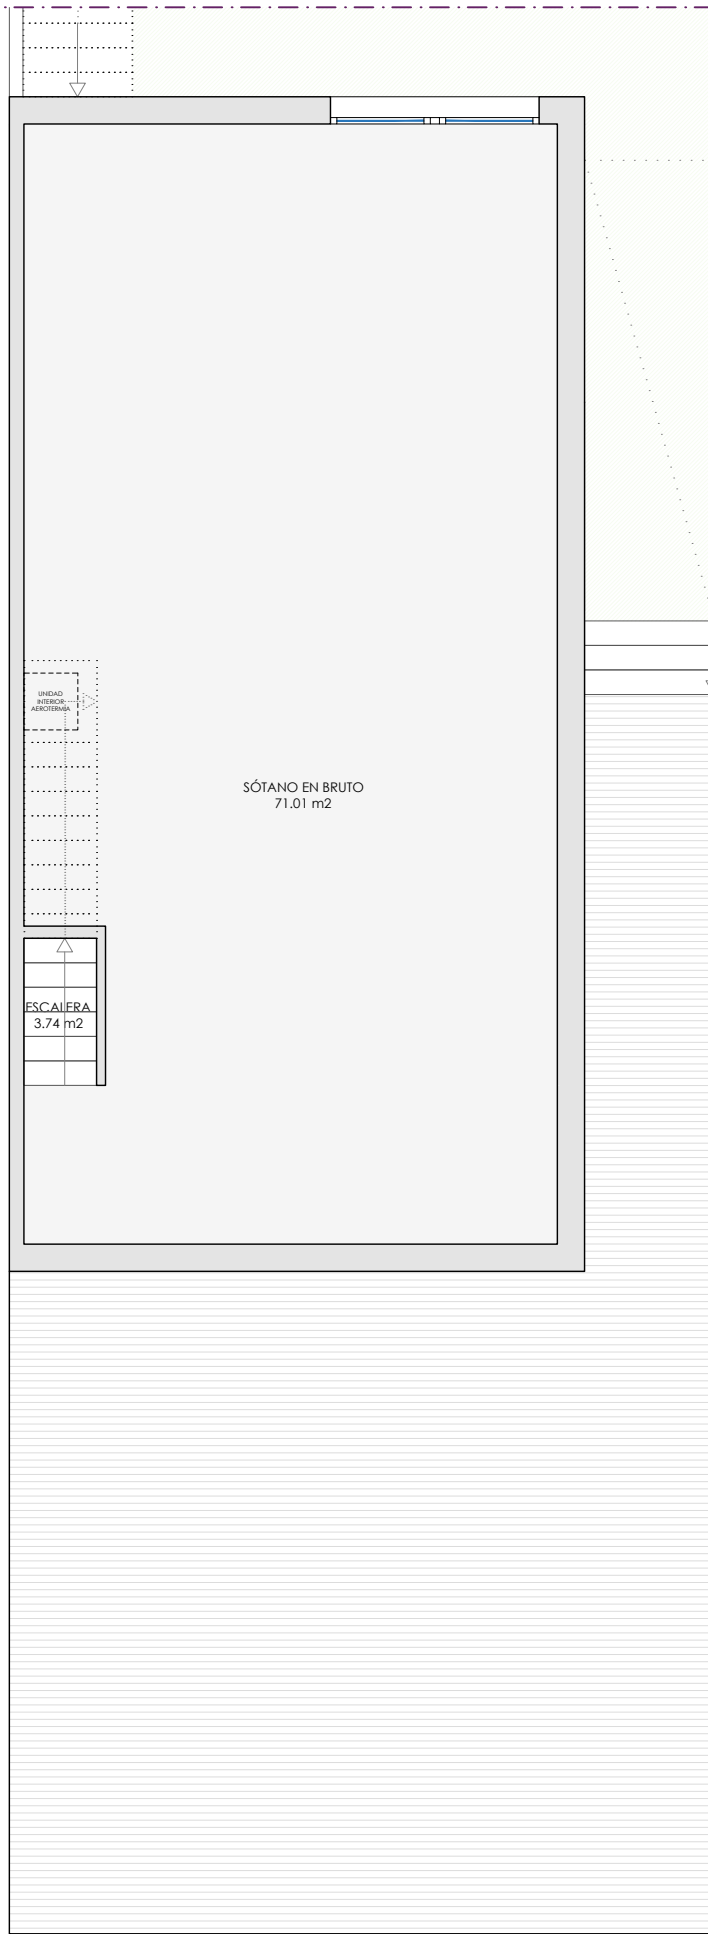 UNIDAD
INTERIOR
AEROTERMIA
SÓTANO EN BRUTO
71.01 m2
ESCALERA
3.74 m2